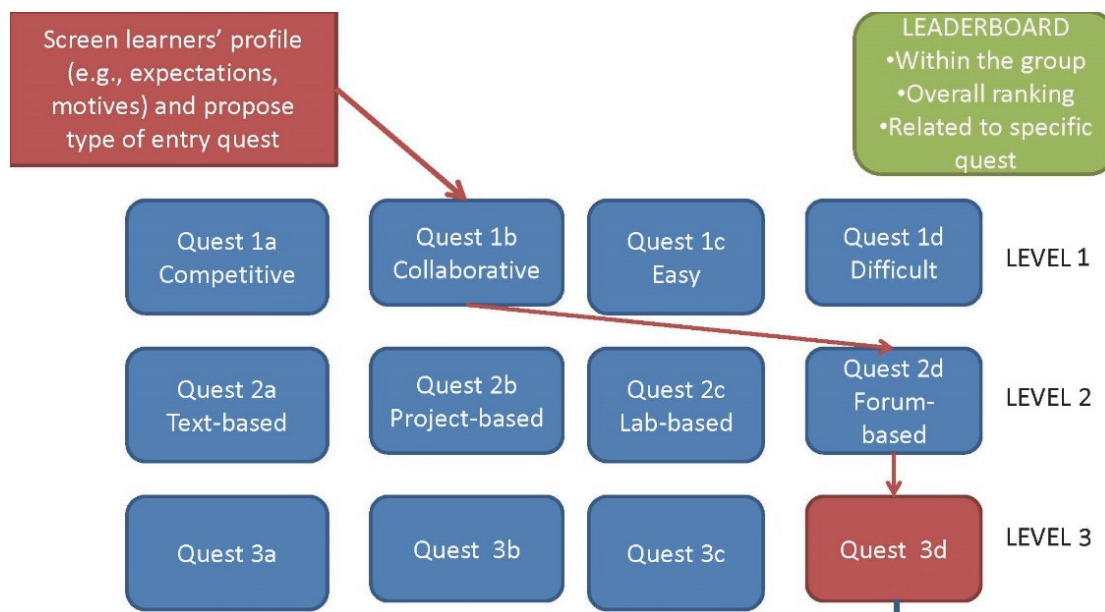 Screen learners’ profile
(e.g., expectations,
motives) and propose
type of entry quest
LEADERBOARD
•Within the group
•Overall ranking
•Related to specific
quest
Quest 1a
Competitive
Quest 1b
Collaborative
Quest 1c
Easy
Quest 1d
Difficult
LEVEL 1
Quest 2a
Text-based
Quest 2b
Project-based
Quest 2c
Lab-based
Quest 2d
Forum-
based
LEVEL 2
Quest 3a
Quest 3b
Quest 3c
Quest 3d
LEVEL 3